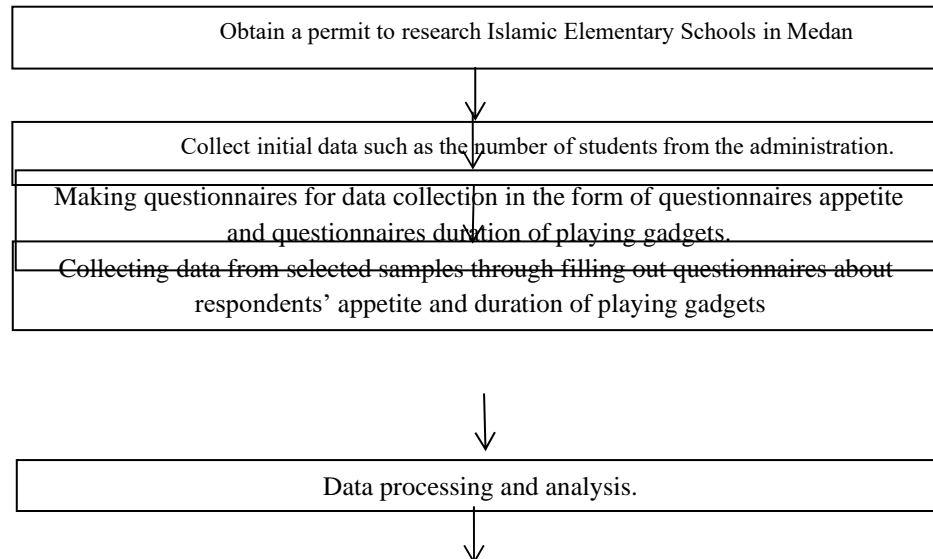 Obtain a permit to research Islamic Elementary Schools in Medan
Collect initial data such as the number of students from the administration.
Making questionnaires for data collection in the form of questionnaires appetite
and questionnaires duration of playing gadgets.
Collecting data from selected samples through filling out questionnaires about
respondents’ appetite and duration of playing gadgets
Data processing and analysis.